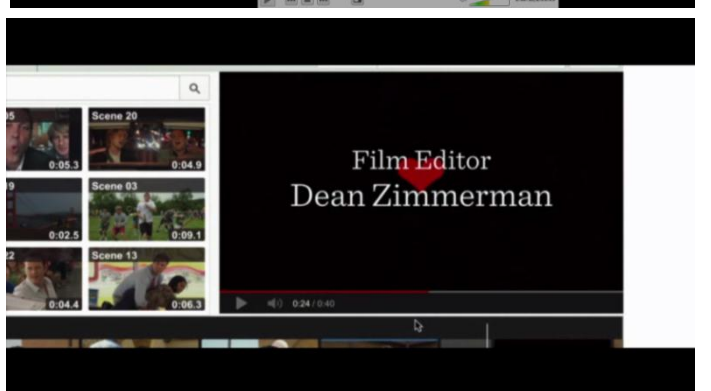 Scene 20
0:05.3
0:04.9
Scene 03
0:02.5
0:09.1
Scene 13
0:04.4
0:06.3
Film Editor
Dean Zimmerman
0:24 / 0:40